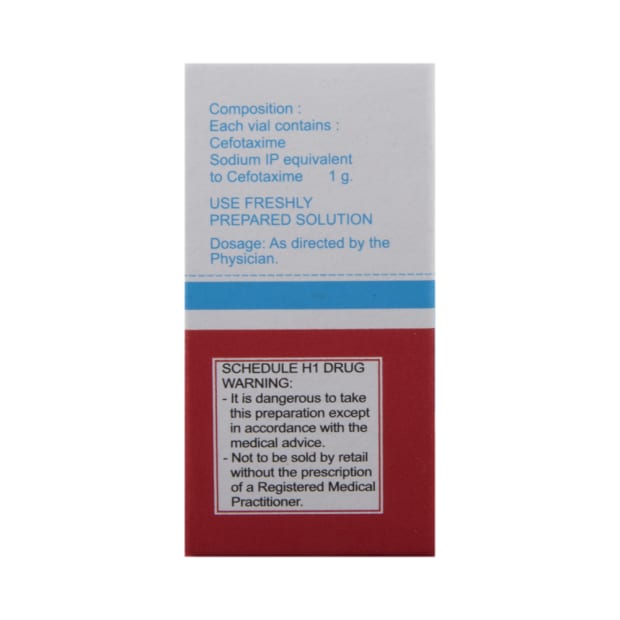 Composition :
Each vial contains :
Cefotaxime
Sodium IP equivalent
to Cefotaxime 1 g.
USE FRESHLY
PREPARED SOLUTION
Dosage: As directed by the
Physician.
SCHEDULE H1 DRUG
WARNING:
- It is dangerous to take
this preparation except
in accordance with the
medical advice.
- Not to be sold by retail
without the prescription
of a Registered Medical
Practitioner.